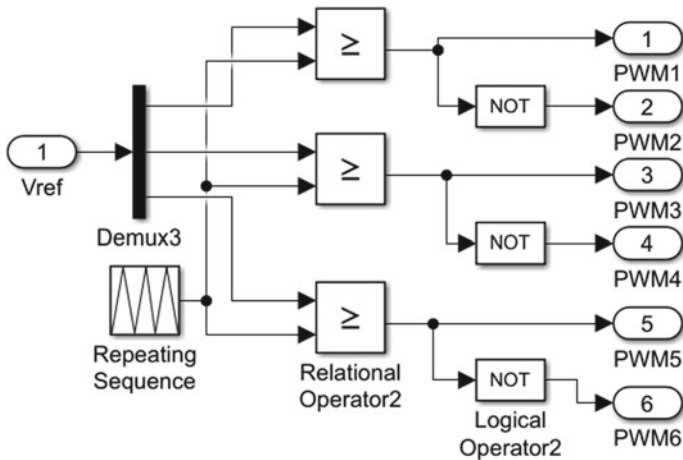 ≥
1
PWM1
NOT
2
PWM2
1
Vref
≥
3
PWM3
Demux3
NOT
4
PWM4
Repeating
Sequence
≥
5
PWM5
Relational
Operator2
NOT
Logical
Operator2
6
PWM6